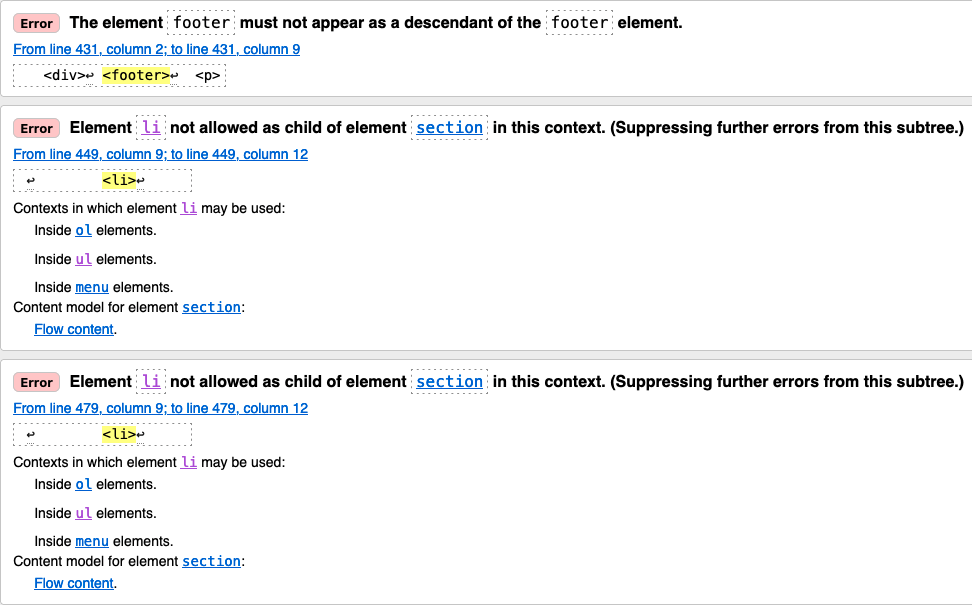 Error The element footer must not appear as a descendant of the footer element.
From line 431, column 2; to line 431, column 9
<div>↩ <footer>↩ <p>
Error Element li not allowed as child of element section in this context. (Suppressing further errors from this subtree.)
From line 449, column 9; to line 449, column 12
↩ <li>↩
Contexts in which element li may be used:
Inside ol elements.
Inside ul elements.
Inside menu elements.
Content model for element section:
Flow content.
Error Element li not allowed as child of element section in this context. (Suppressing further errors from this subtree.)
From line 479, column 9; to line 479, column 12
↩ <li>↩
Contexts in which element li may be used:
Inside ol elements.
Inside ul elements.
Inside menu elements.
Content model for element section:
Flow content.